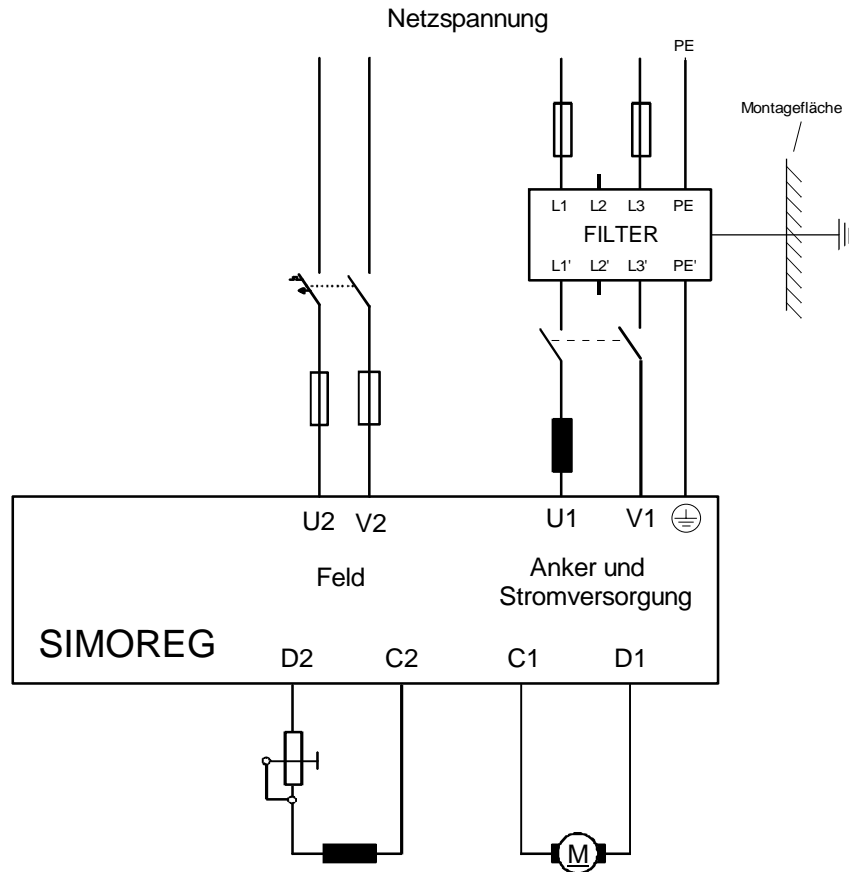 Netzspannung
PE
Montagefläche
L1 L2 L3 PE
FILTER
L1' L2' L3' PE'
U2 V2 U1 V1
Feld
Anker und
Stromversorgung
SIMOREG
D2 C2 C1 D1
M